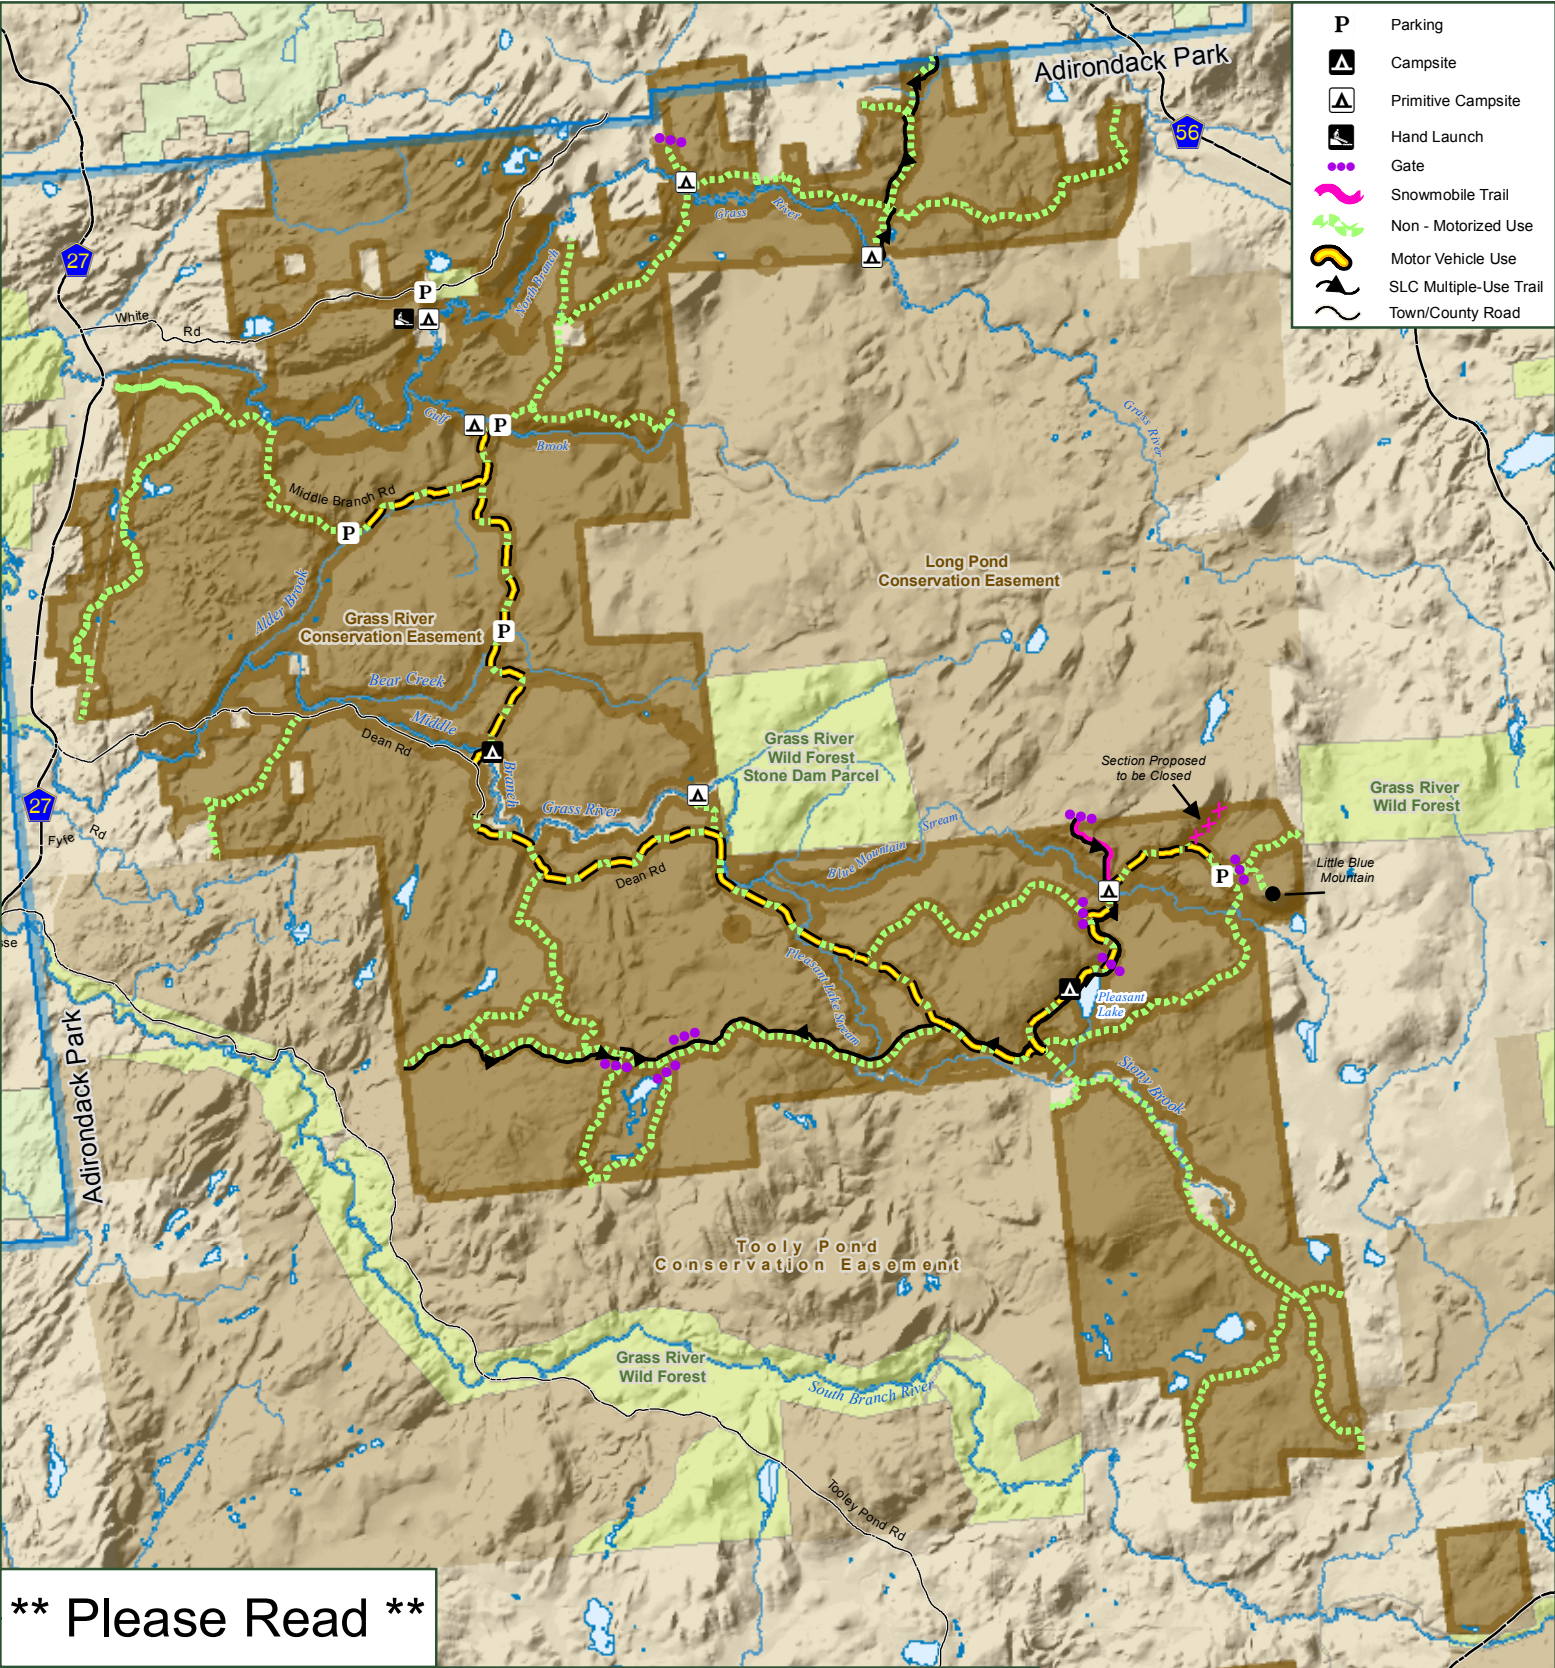 P Parking
Campsite
Primitive Campsite
Hand Launch
Gate
Snowmobile Trail
Non - Motorized Use
Motor Vehicle Use
SLC Multiple-Use Trail
Town/County Road
Adirondack Park
56
27
Grass
River
North Branch
P
White
Rd
Grass River
Gulf
P
Brook
Middle Branch Rd
P
Long Pond
Conservation Easement
Alder Brook
Grass River
Conservation Easement
P
Bear Creek
Middle
Branch
Dean Rd
Grass River
Wild Forest
Stone Dam Parcel
Section Proposed
to be Closed
Grass River
Wild Forest
27
Fyfe
Rd
Grass River
Blue Mountain
Stream
Dean Rd
P
Little Blue
Mountain
sse
Pleasant Lake Stream
Pleasant
Lake
Adirondack Park
Stony Brook
Tooly Pond
Conservation Easement
Grass River
Wild Forest
South Branch River
Tooley Pond Rd
** Please Read **